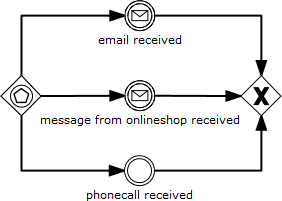 email received
message from onlineshop received
phonecall received